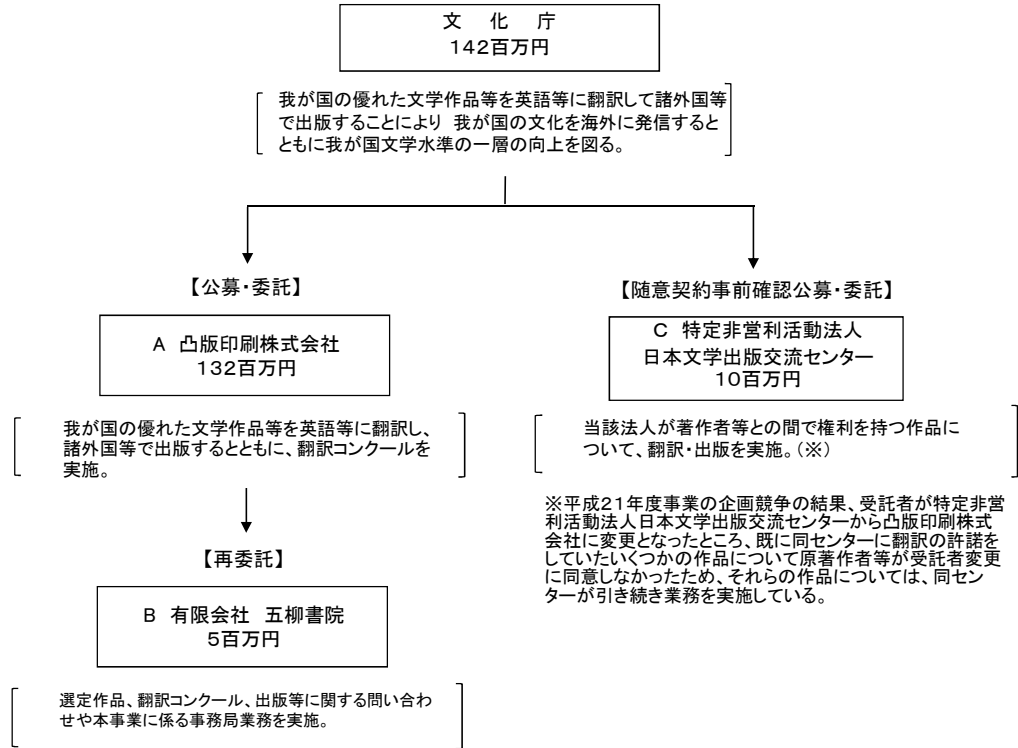 文　化　庁
142百万円
我が国の優れた文学作品等を英語等に翻訳して諸外国等
で出版することにより 我が国の文化を海外に発信すると
ともに我が国文学水準の一層の向上を図る。
【公募・委託】
A　凸版印刷株式会社
132百万円
我が国の優れた文学作品等を英語等に翻訳し、
諸外国等で出版するとともに、翻訳コンクールを
実施。
【再委託】
B　有限会社　五柳書院
5百万円
選定作品、翻訳コンクール、出版等に関する問い合わ
せや本事業に係る事務局業務を実施。
【随意契約事前確認公募・委託】
C　特定非営利活動法人
日本文学出版交流センター
10百万円
当該法人が著作者等との間で権利を持つ作品に
ついて、翻訳・出版を実施。（※）
※平成21年度事業の企画競争の結果、受託者が特定非営
利活動法人日本文学出版交流センターから凸版印刷株式
会社に変更となったところ、既に同センターに翻訳の許諾を
していたいくつかの作品について原著作者等が受託者変更
に同意しなかったため、それらの作品については、同セン
ターが引き続き業務を実施している。